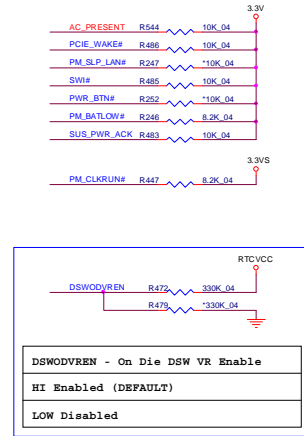 3.3V
AC_PRESENT R544 10K_04
PCIE_WAKE# R486 10K_04
PM_SLP_LAN# R247 *10K_04
SWI# R485 10K_04
PWR_BTN# R252 *10K_04
PM_BATLOW# R246 8.2K_04
SUS_PWR_ACK R483 10K_04
3.3VS
PM_CLKRUN# R447 8.2K_04
RTCVCC
DSWODVREN R472 330K_04
R479 *330K_04
DSWODVREN - On Die DSW VR Enable
HI Enabled (DEFAULT)
LOW Disabled